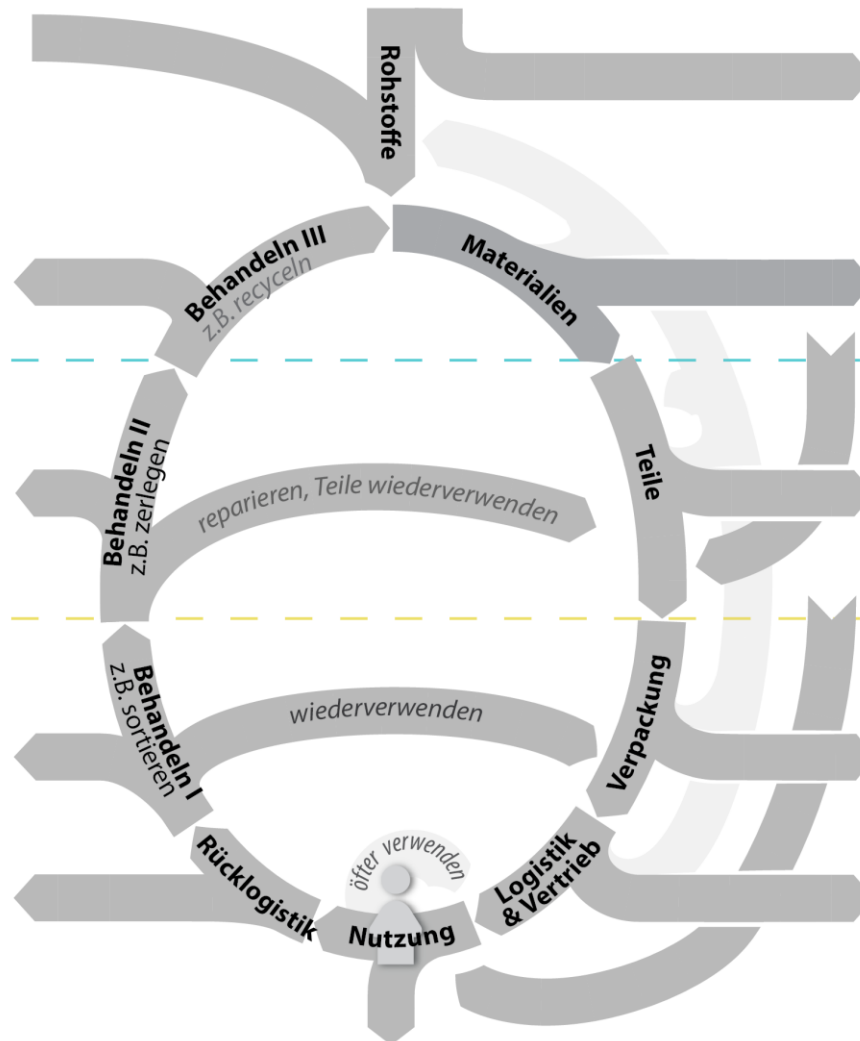 Rohstoffe
Materialien
Behandeln III
z.B. recyceln
Teile
Behandeln II
z.B. zerlegen
reparieren, Teile wiederverwenden
Verpackung
Behandeln I
z.B. sortieren
wiederverwenden
Logistik
& Vertrieb
öfter verwenden
Rücklogistik
Nutzung